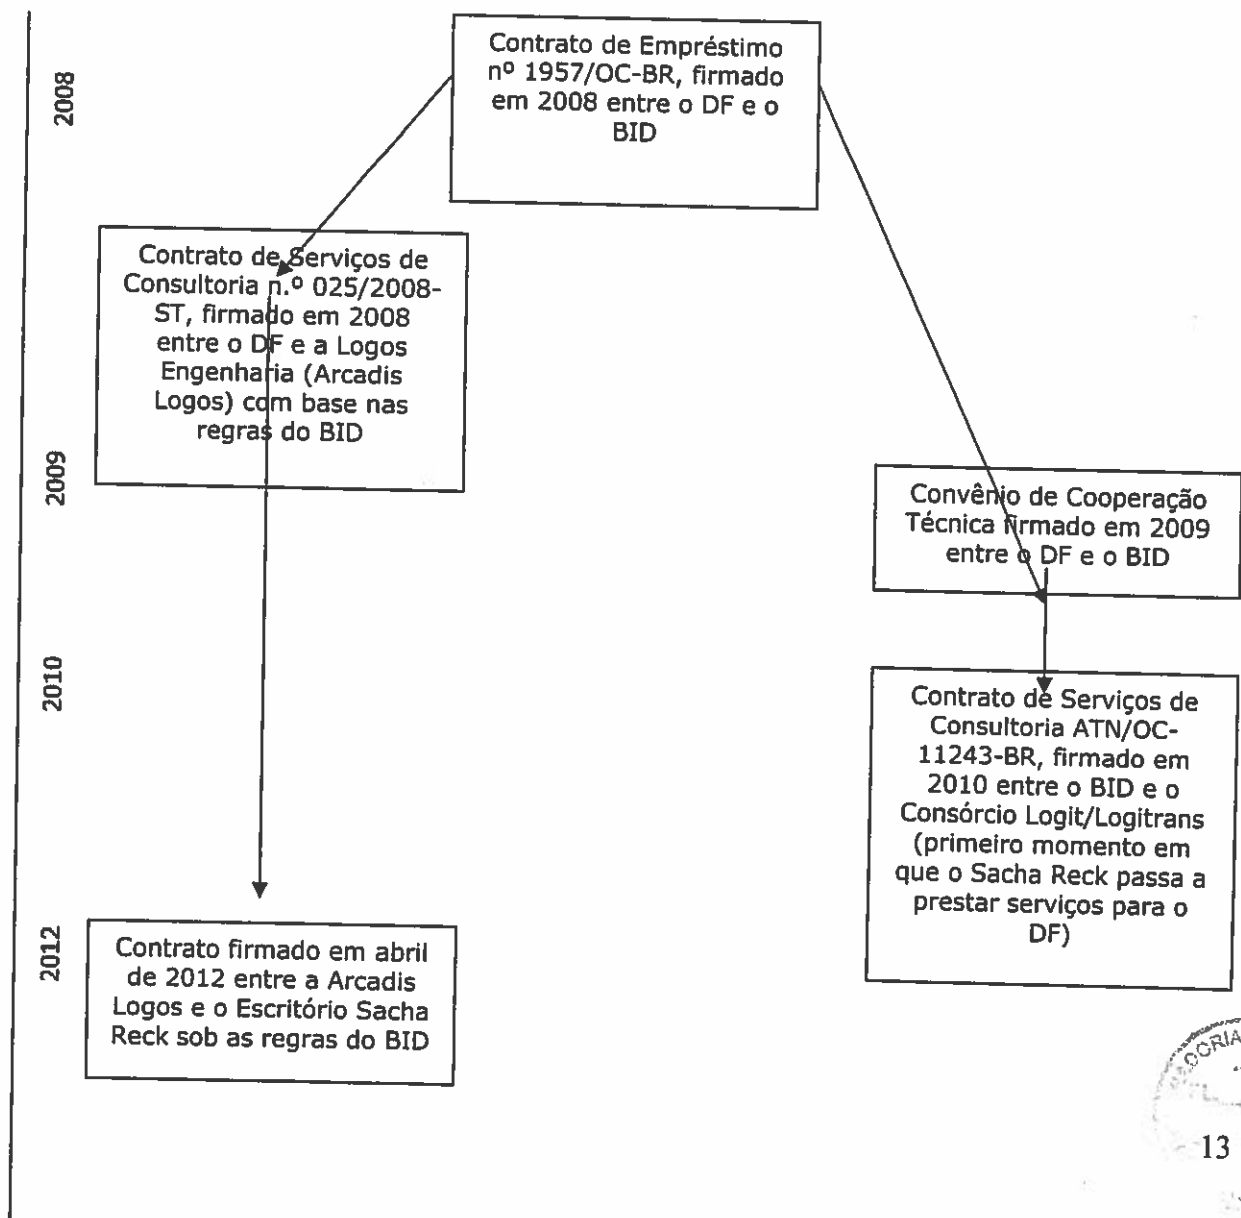 2008
Contrato de Empréstimo
nº 1957/OC-BR, firmado
em 2008 entre o DF e o
BID
Contrato de Serviços de
Consultoria n.º 025/2008-
ST, firmado em 2008
entre o DF e a Logos
Engenharia (Arcadis
Logos) com base nas
regras do BID
2009
Convênio de Cooperação
Técnica firmado em 2009
entre o DF e o BID
2010
Contrato de Serviços de
Consultoria ATN/OC-
11243-BR, firmado em
2010 entre o BID e o
Consórcio Logit/Logitrans
(primeiro momento em
que o Sacha Reck passa a
prestar serviços para o
DF)
2012
Contrato firmado em abril
de 2012 entre a Arcadis
Logos e o Escritório Sacha
Reck sob as regras do BID
13